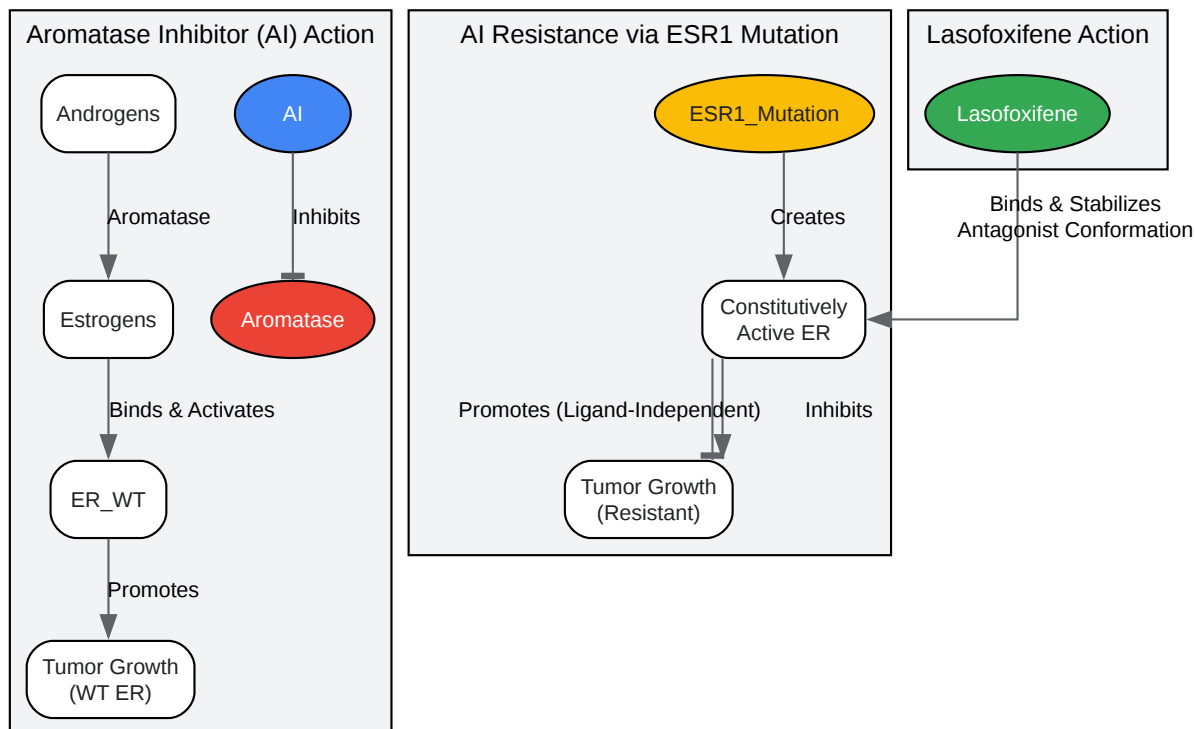 Aromatase Inhibitor (AI) Action
Androgens
AI
Aromatase
Inhibits
Estrogens
Aromatase
Binds & Activates
ER_WT
Promotes
Tumor Growth
(WT ER)
AI Resistance via ESR1 Mutation
ESR1_Mutation
Creates
Constitutively
Active ER
Promotes (Ligand-Independent)
Inhibits
Tumor Growth
(Resistant)
Lasofoxifene Action
Lasofoxifene
Binds & Stabilizes
Antagonist Conformation